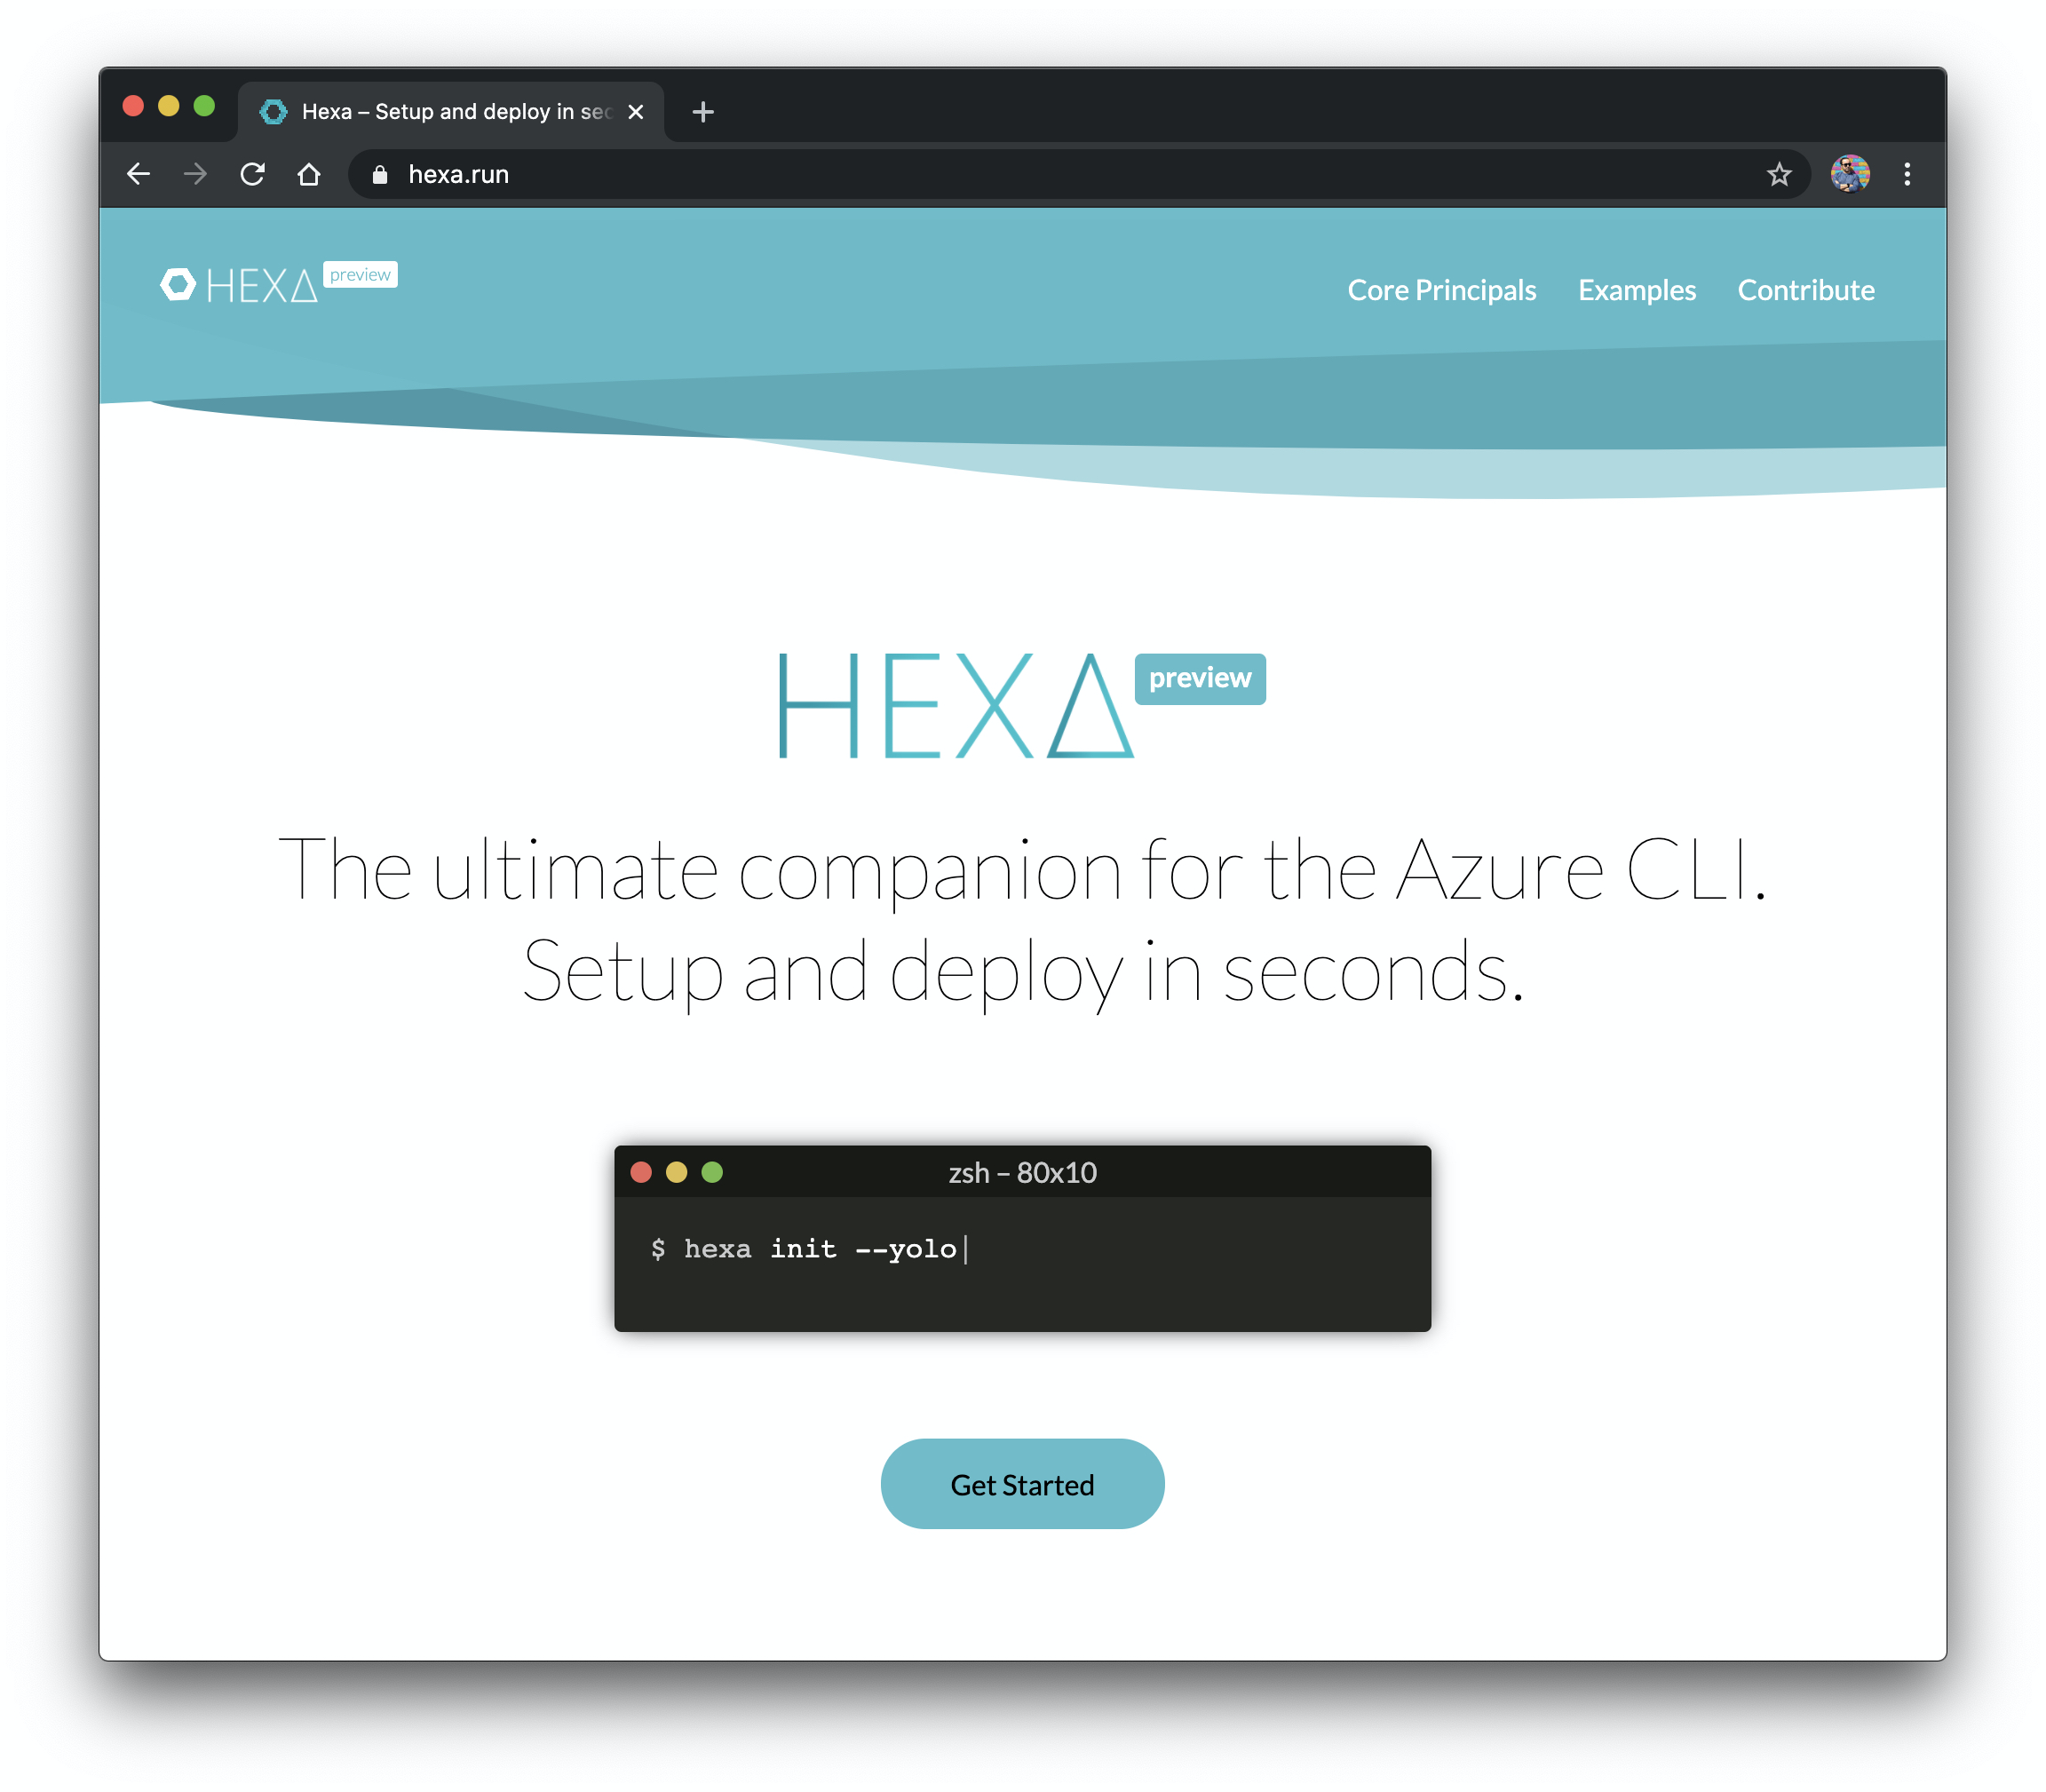 Hexa – Setup and deploy in sec
hexa.run
HEXA preview
Core Principals Examples Contribute
HEXA preview
The ultimate companion for the Azure CLI.
Setup and deploy in seconds.
zsh – 80x10
$ hexa init --yolo
Get Started